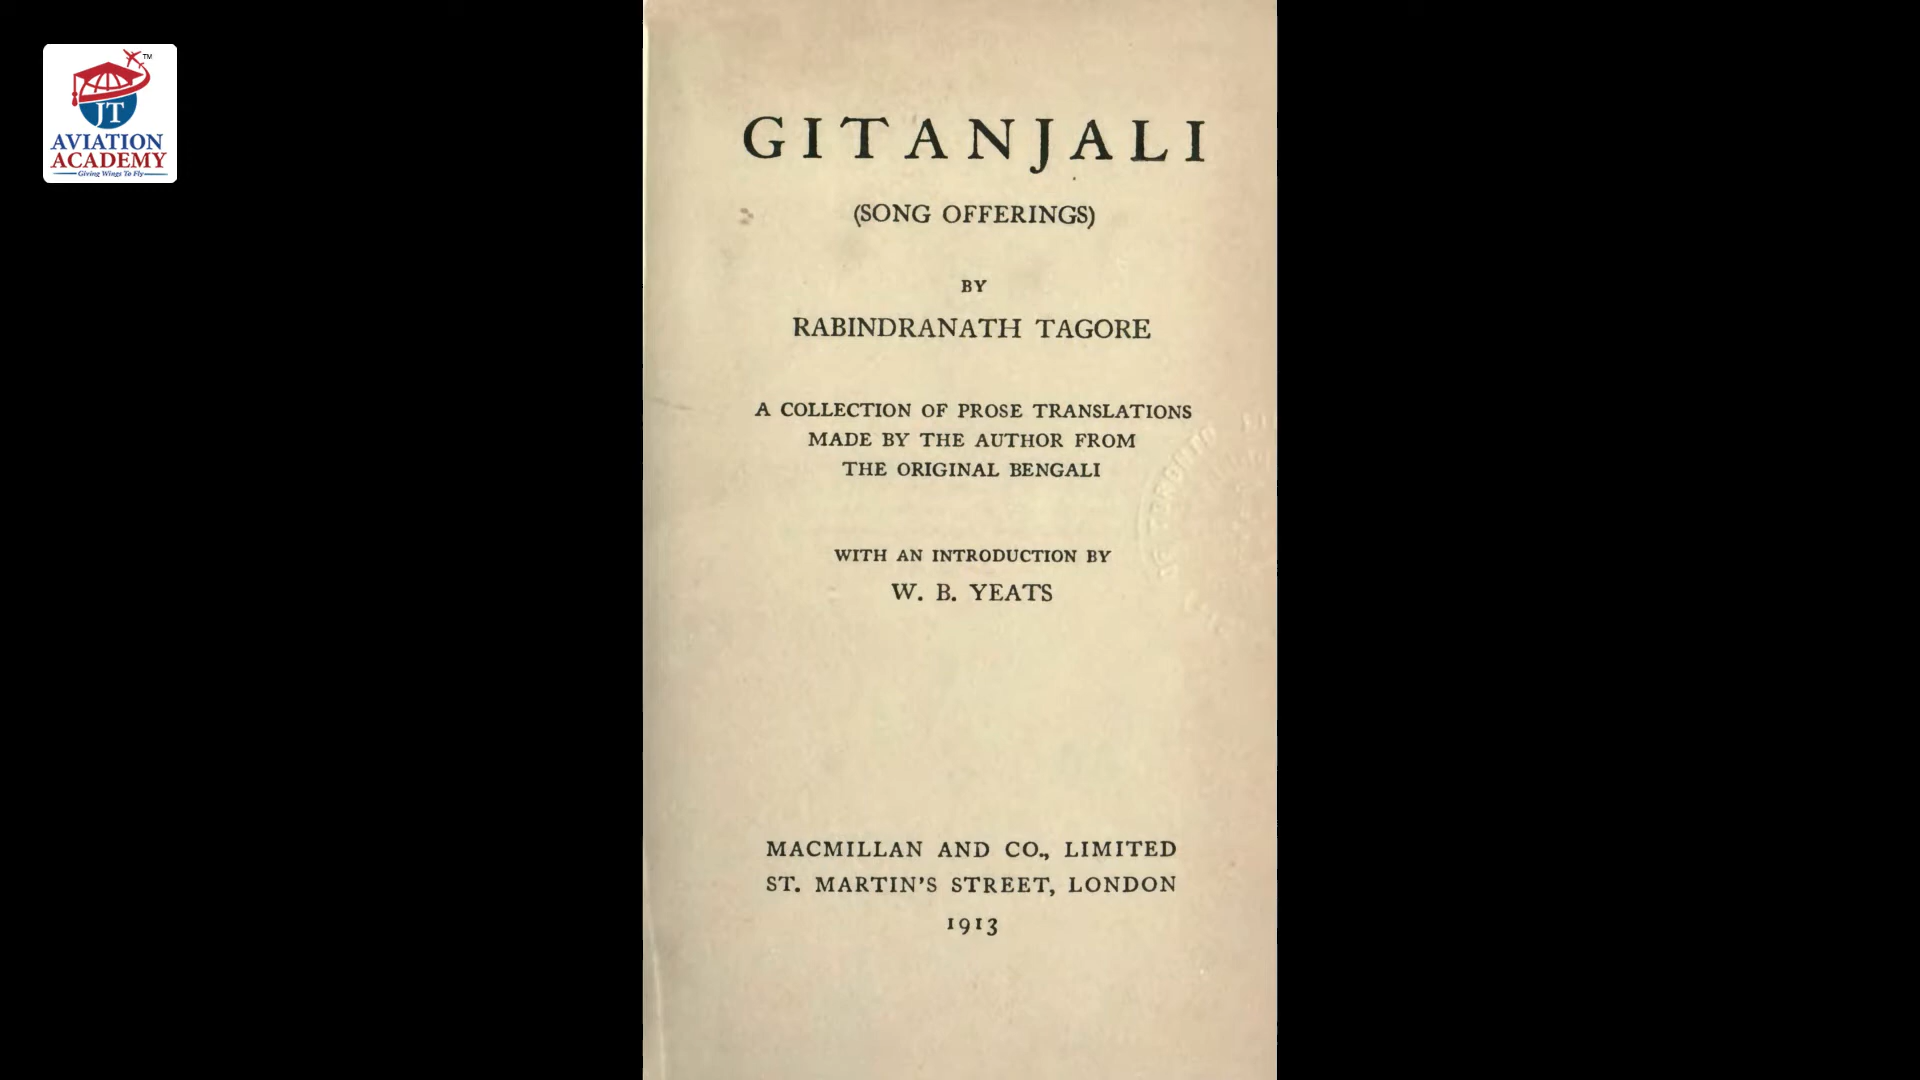 JT
TM
AVIATION
ACADEMY
Giving Wings To Fly
GITANJALI
(SONG OFFERINGS)
BY
RABINDRANATH TAGORE
A COLLECTION OF PROSE TRANSLATIONS
MADE BY THE AUTHOR FROM
THE ORIGINAL BENGALI
WITH AN INTRODUCTION BY
W. B. YEATS
MACMILLAN AND CO., LIMITED
ST. MARTIN'S STREET, LONDON
1913